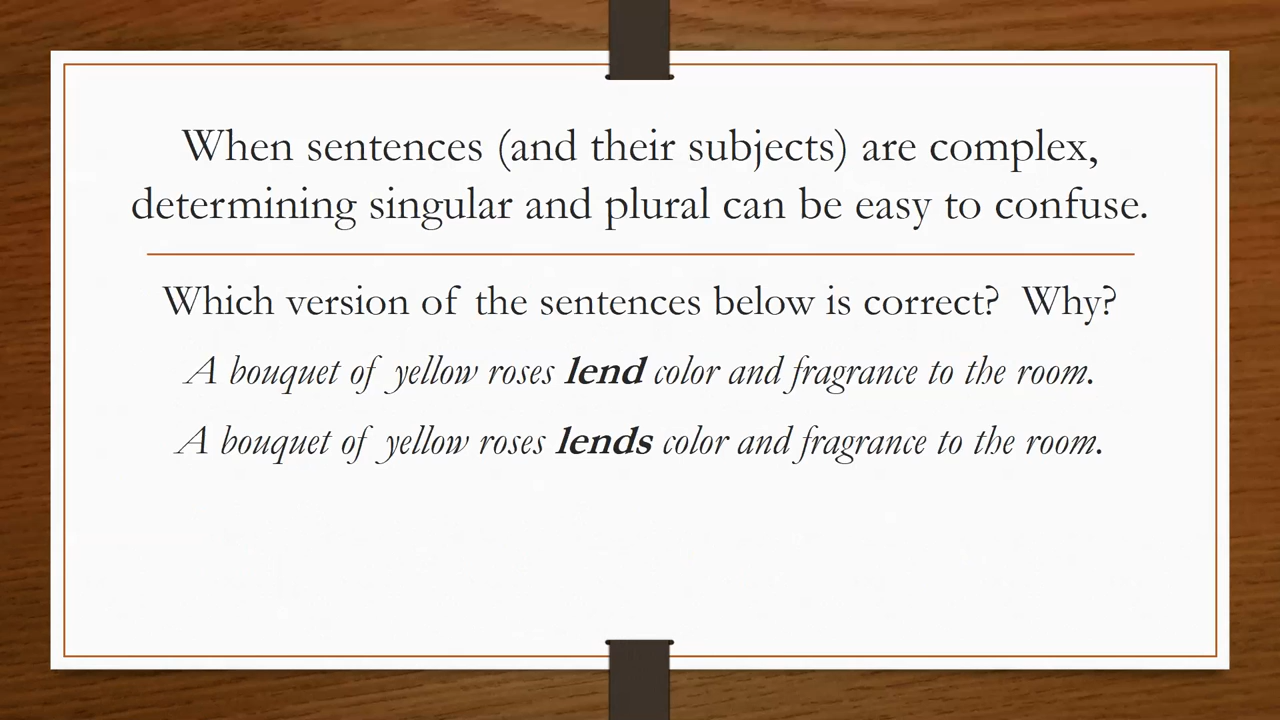 When sentences (and their subjects) are complex,
determining singular and plural can be easy to confuse.
Which version of the sentences below is correct?  Why?
A bouquet of yellow roses lend color and fragrance to the room.
A bouquet of yellow roses lends color and fragrance to the room.